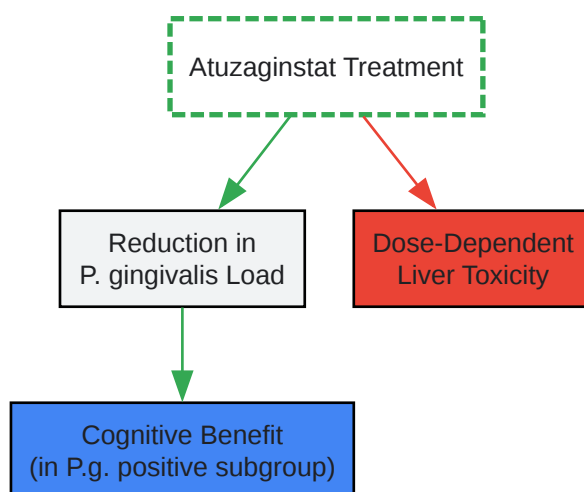 Atuzaginstat Treatment
Reduction in
P. gingivalis Load
Dose-Dependent
Liver Toxicity
Cognitive Benefit
(in P.g. positive subgroup)